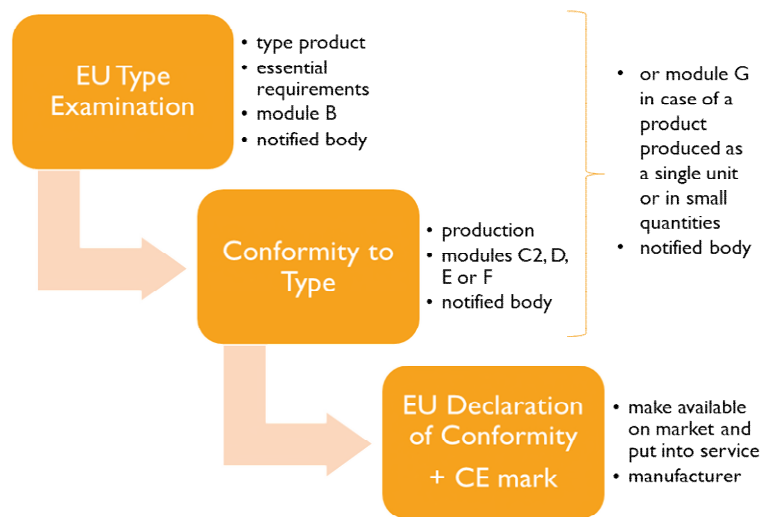 EU Type
Examination
• type product
• essential
requirements
• module B
• notified body
Conformity to
Type
• production
• modules C2, D,
E or F
• notified body
• or module G
in case of a
product
produced as
a single unit
or in small
quantities
• notified body
EU Declaration
of Conformity
+ CE mark
• make available
on market and
put into service
• manufacturer